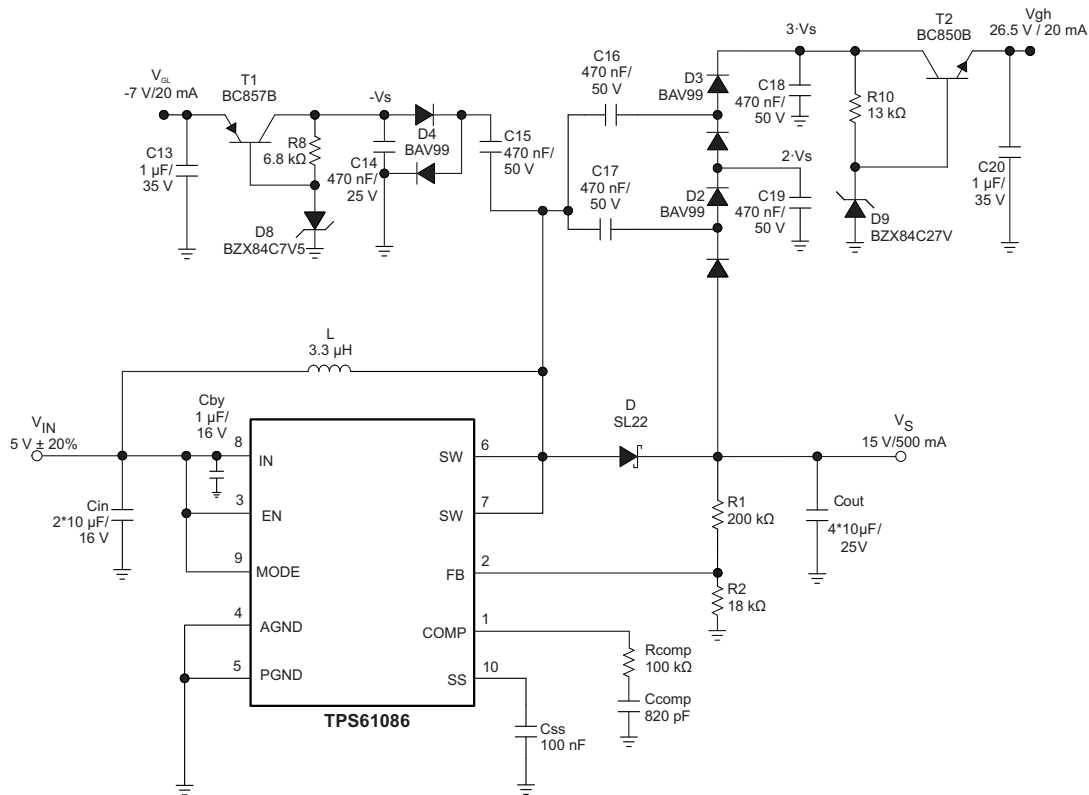 V_GL
-7 V/20 mA
T1
BC857B
C13
1 µF/
35 V
R8
6.8 kΩ
D8
BZX84C7V5
-Vs
C14
470 nF/
25 V
D4
BAV99
C15
470 nF/
50 V
C16
470 nF/
50 V
C17
470 nF/
50 V
D3
BAV99
D2
BAV99
3·Vs
C18
470 nF/
50 V
2·Vs
C19
470 nF/
50 V
R10
13 kΩ
D9
BZX84C27V
T2
BC850B
Vgh
26.5 V / 20 mA
C20
1 µF/
35 V
L
3.3 µH
V_IN
5 V ± 20%
Cin
2*10 µF/
16 V
Cby
1 µF/
16 V
8
IN
3
EN
9
MODE
4
AGND
5
PGND
6
SW
7
SW
2
FB
1
COMP
10
SS
TPS61086
D
SL22
V_S
15 V/500 mA
R1
200 kΩ
R2
18 kΩ
Cout
4*10µF/
25V
Rcomp
100 kΩ
Ccomp
820 pF
Css
100 nF